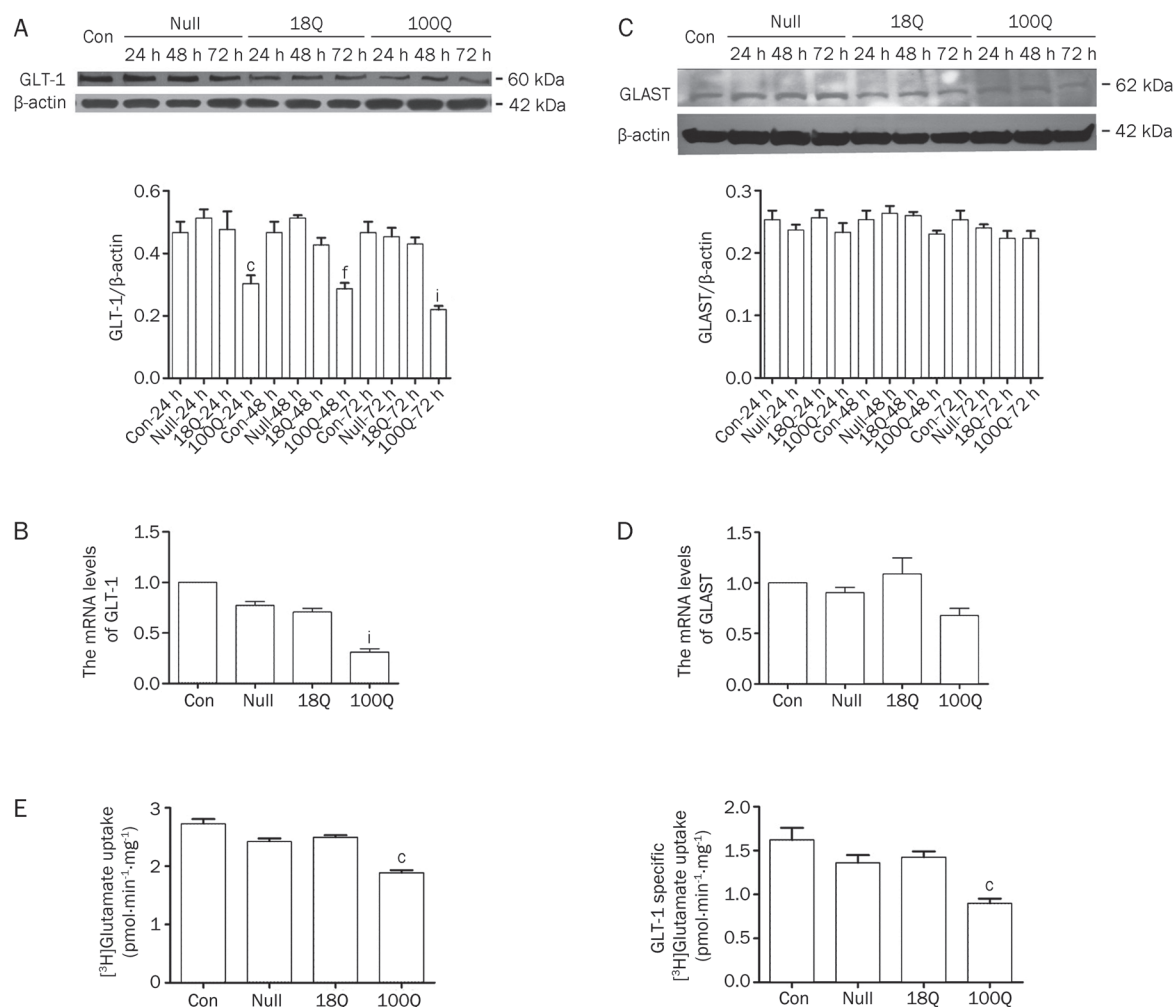 A
Con
Null
18Q
100Q
24 h 48 h 72 h 24 h 48 h 72 h 24 h 48 h 72 h
GLT-1
60 kDa
β-actin
42 kDa
GLT-1/β-actin
0.6
0.4
0.2
0.0
c
f
i
Con-24 h
Null-24 h
18Q-24 h
100Q-24 h
Con-48 h
Null-48 h
18Q-48 h
100Q-48 h
Con-72 h
Null-72 h
18Q-72 h
100Q-72 h
C
Con
Null
18Q
100Q
24 h 48 h 72 h 24 h 48 h 72 h 24 h 48 h 72 h
GLAST
62 kDa
β-actin
42 kDa
GLAST/β-actin
0.3
0.2
0.1
0.0
Con-24 h
Null-24 h
18Q-24 h
100Q-24 h
Con-48 h
Null-48 h
18Q-48 h
100Q-48 h
Con-72 h
Null-72 h
18Q-72 h
100Q-72 h
B
The mRNA levels
of GLT-1
1.5
1.0
0.5
0.0
i
Con Null 18Q 100Q
D
The mRNA levels
of GLAST
1.5
1.0
0.5
0.0
Con Null 18Q 100Q
E
[³H]Glutamate uptake
(pmol·min⁻¹·mg⁻¹)
3
2
1
0
c
Con Null 18Q 100Q
GLT-1 specific
[³H]Glutamate uptake
(pmol·min⁻¹·mg⁻¹)
2.0
1.5
1.0
0.5
0.0
c
Con Null 18Q 100Q